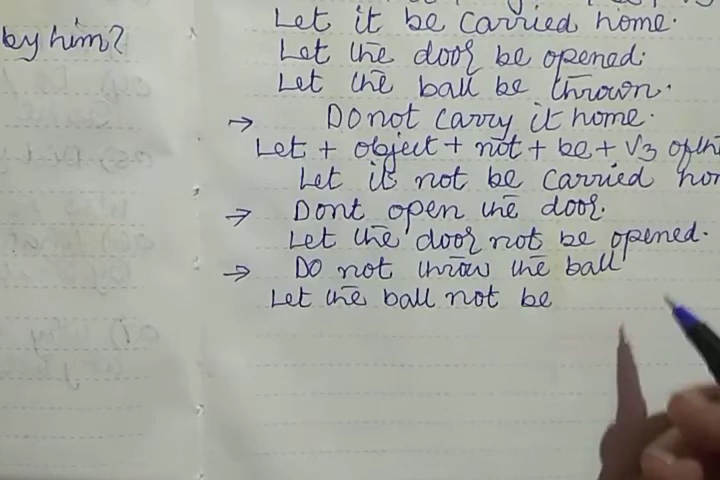 by him?
Let it be carried home.
Let the door be opened.
Let the ball be thrown.
→ Do not carry it home.
Let + object + not + be + V3 of
Let it not be carried
→ Dont open the door.
Let the door not be opened.
→ Do not throw the ball
Let the ball not be